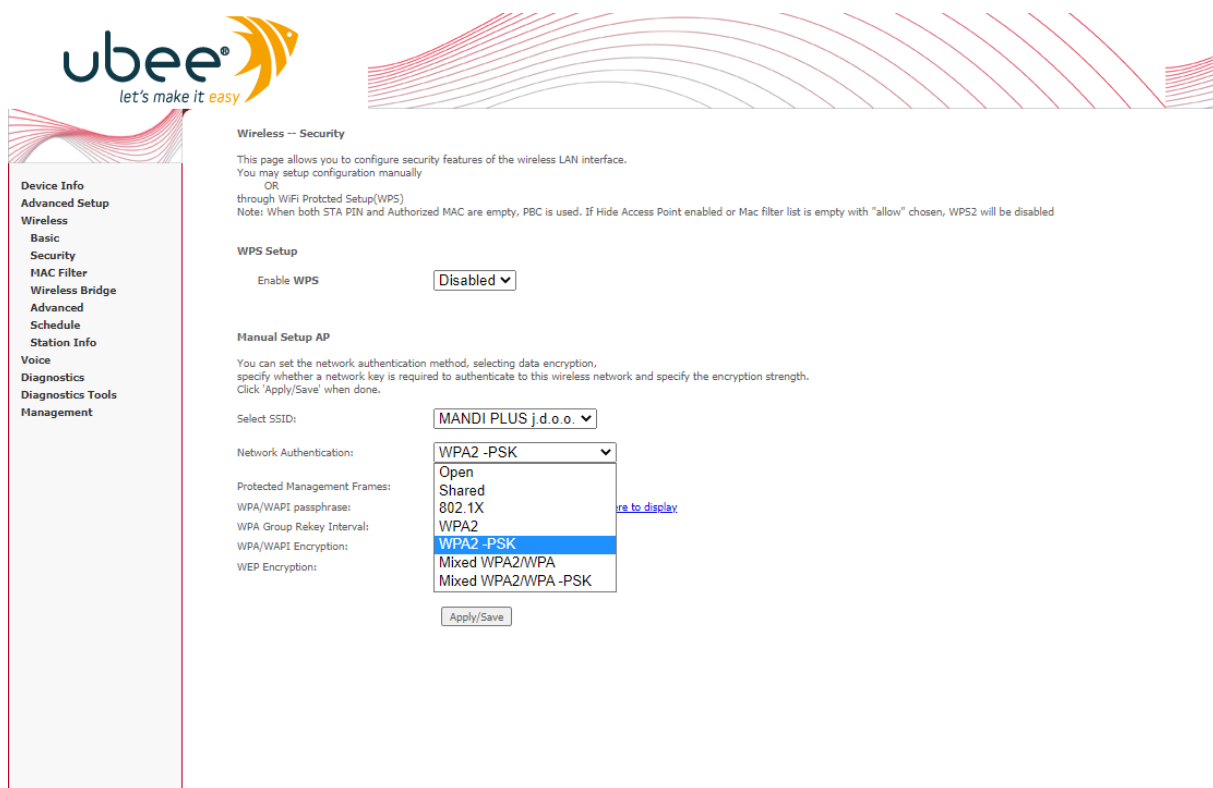 ubee®
let's make it easy
Wireless -- Security
This page allows you to configure security features of the wireless LAN interface.
You may setup configuration manually
OR
through WiFi Protcted Setup(WPS)
Note: When both STA PIN and Authorized MAC are empty, PBC is used. If Hide Access Point enabled or Mac filter list is empty with "allow" chosen, WPS2 will be disabled
Device Info
Advanced Setup
Wireless
Basic
Security
MAC Filter
Wireless Bridge
Advanced
Schedule
Station Info
Voice
Diagnostics
Diagnostics Tools
Management
WPS Setup
Enable WPS Disabled
Manual Setup AP
You can set the network authentication method, selecting data encryption,
specify whether a network key is required to authenticate to this wireless network and specify the encryption strength.
Click 'Apply/Save' when done.
Select SSID: MANDI PLUS j.d.o.o.
Network Authentication: WPA2 -PSK
Open
Shared
802.1X
WPA2
WPA2 -PSK
Mixed WPA2/WPA
Mixed WPA2/WPA -PSK
Protected Management Frames:
WPA/WAPI passphrase: re to display
WPA Group Rekey Interval:
WPA/WAPI Encryption:
WEP Encryption:
Apply/Save